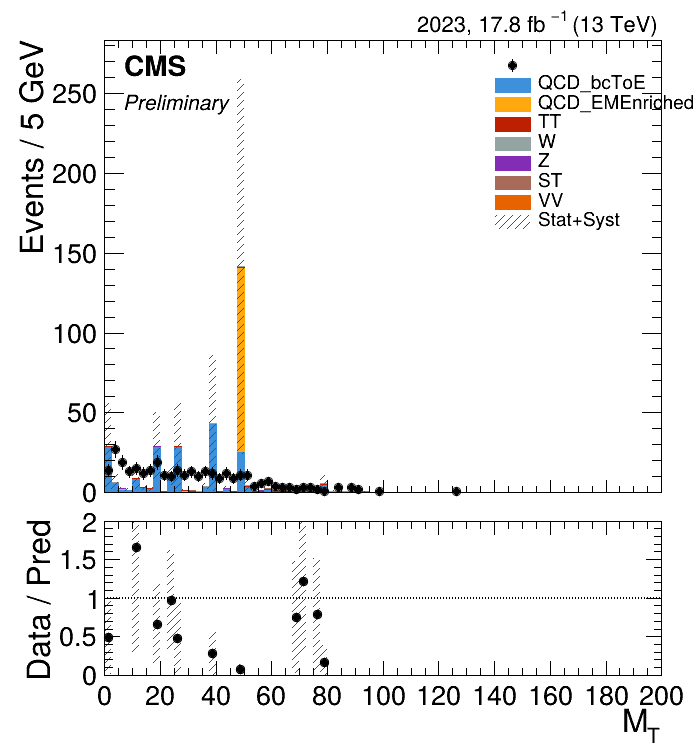 2023, 17.8 fb⁻¹ (13 TeV)
CMS
Preliminary
QCD_bcToE
QCD_EMEnriched
TT
W
Z
ST
VV
Stat+Syst
Events / 5 GeV
250
200
150
100
50
0
Data / Pred
2
1.5
1
0.5
0
0 20 40 60 80 100 120 140 160 180 200
M_T